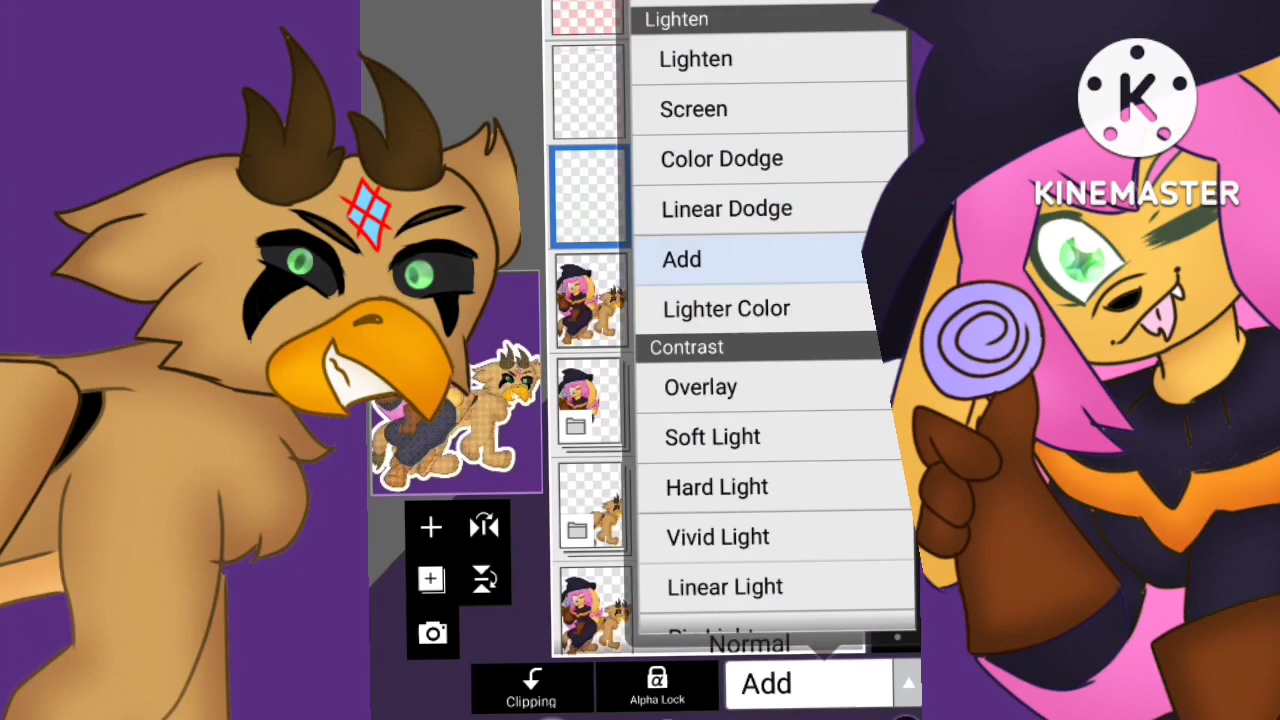 Lighten
Lighten
Screen
Color Dodge
Linear Dodge
Add
Lighter Color
Contrast
Overlay
Soft Light
Hard Light
Vivid Light
Linear Light
Normal
Clipping
Alpha Lock
Add
K
KINEMASTER